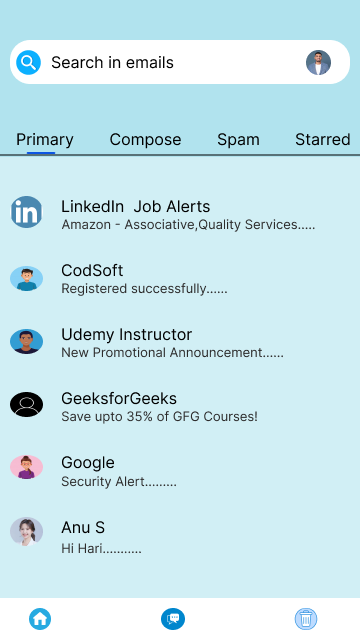 Search in emails
Primary Compose Spam Starred
LinkedIn Job Alerts
Amazon - Associative,Quality Services.....
CodSoft
Registered successfully......
Udemy Instructor
New Promotional Announcement......
GeeksforGeeks
Save upto 35% of GFG Courses!
Google
Security Alert.........
Anu S
Hi Hari...........